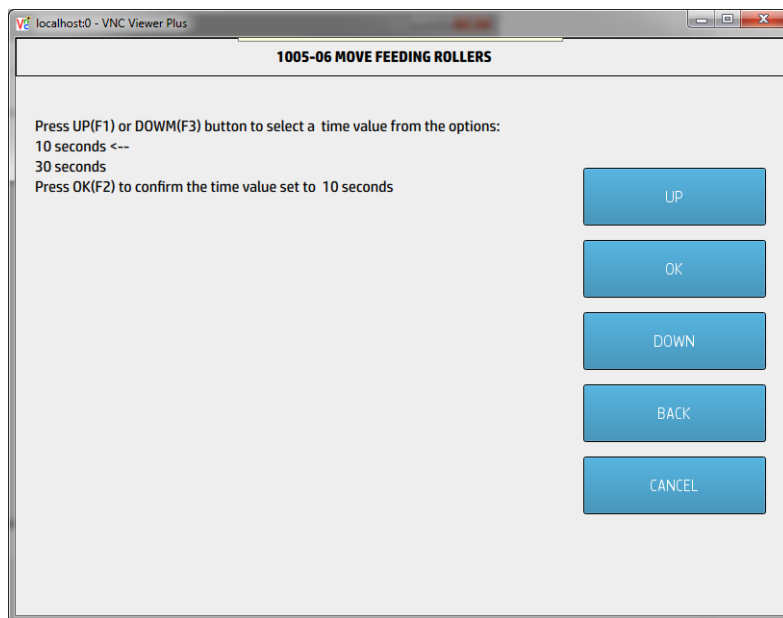 localhost:0 - VNC Viewer Plus
1005-06 MOVE FEEDING ROLLERS
Press UP(F1) or DOWM(F3) button to select a  time value from the options:
10 seconds <--
30 seconds
Press OK(F2) to confirm the time value set to  10 seconds
UP
OK
DOWN
BACK
CANCEL